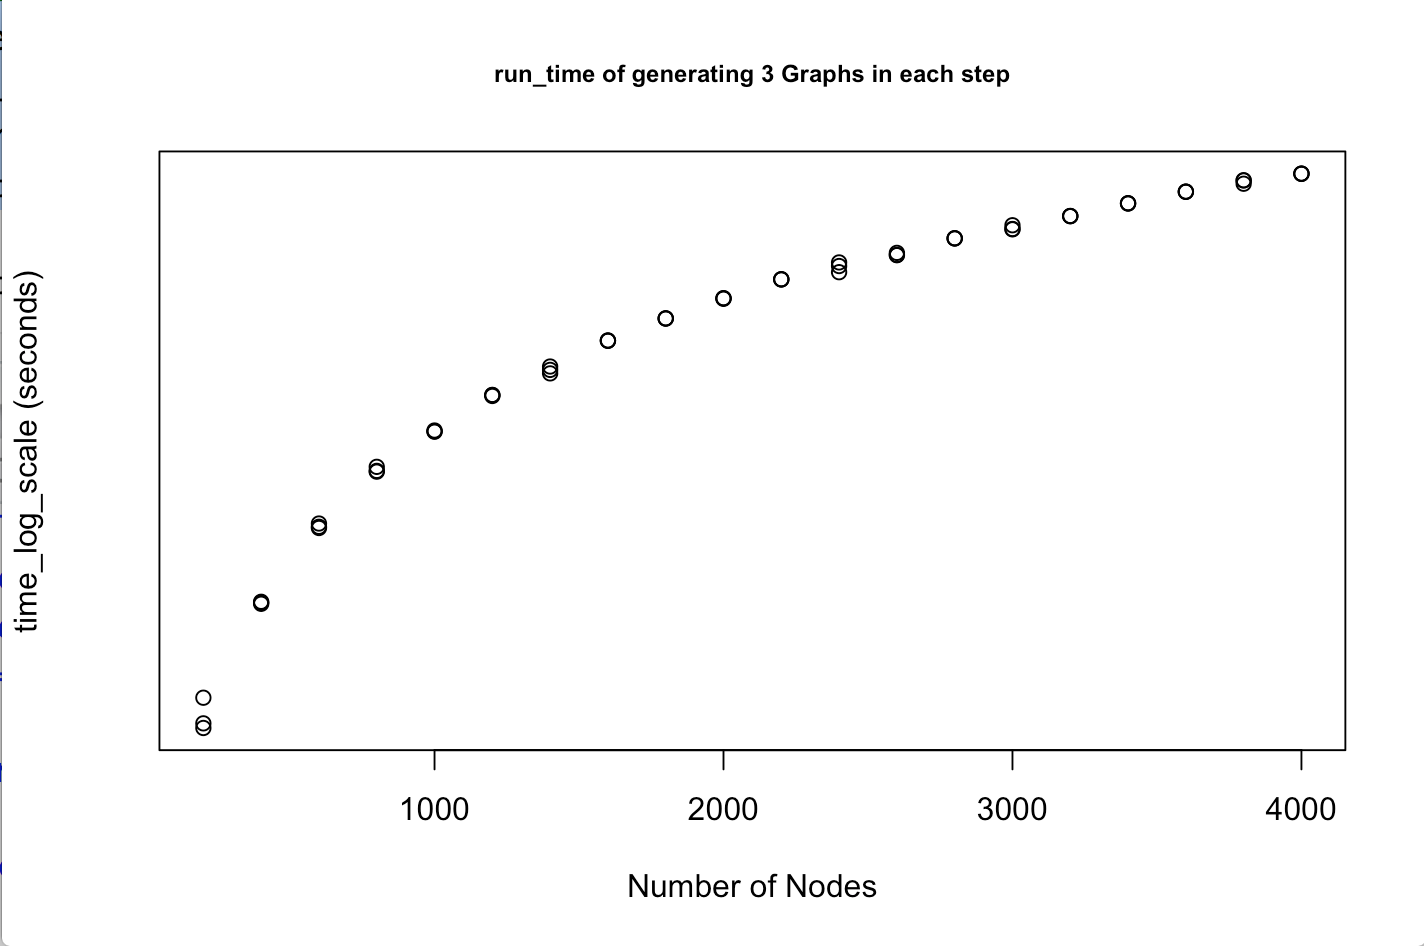 run_time of generating 3 Graphs in each step
time_log_scale (seconds)
1000 2000 3000 4000
Number of Nodes